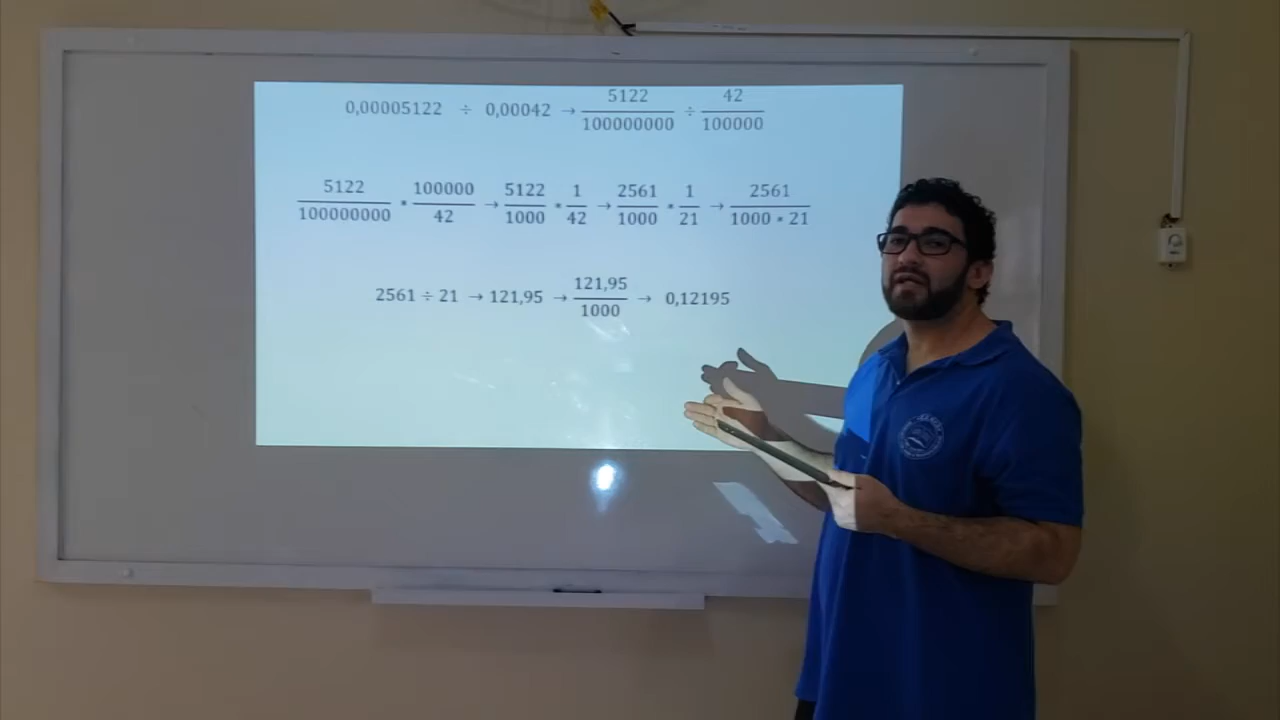 0,00005122 ÷ 0,00042 → 5122/100000000 ÷ 42/100000
5122/100000000 * 100000/42 → 5122/1000 * 1/42 → 2561/1000 * 1/21 → 2561/1000 * 21
2561 ÷ 21 → 121,95 → 121,95/1000 → 0,12195